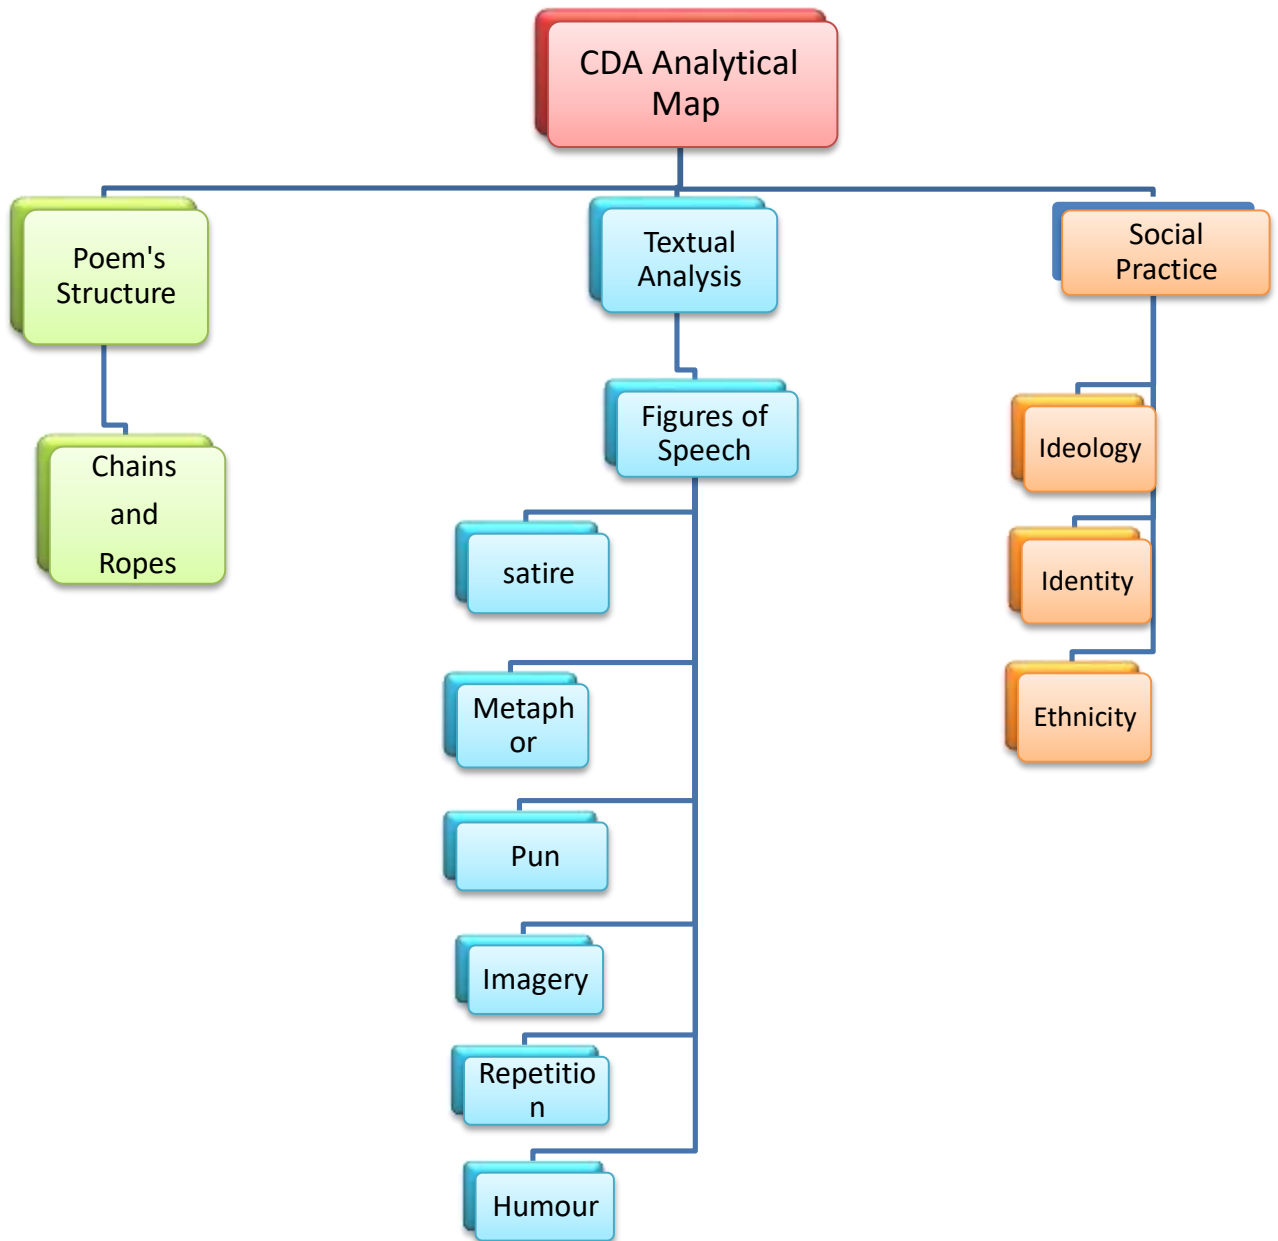 CDA Analytical
Map
Poem's
Structure
Chains
and
Ropes
Textual
Analysis
Figures of
Speech
satire
Metaph
or
Pun
Imagery
Repetitio
n
Humour
Social
Practice
Ideology
Identity
Ethnicity